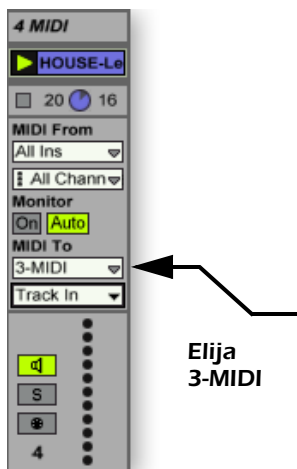 4 MIDI
HOUSE-Le
20 16
MIDI From
All Ins
All Chann
Monitor
On Auto
MIDI To
3-MIDI
Track In
S
4
Elija
3-MIDI